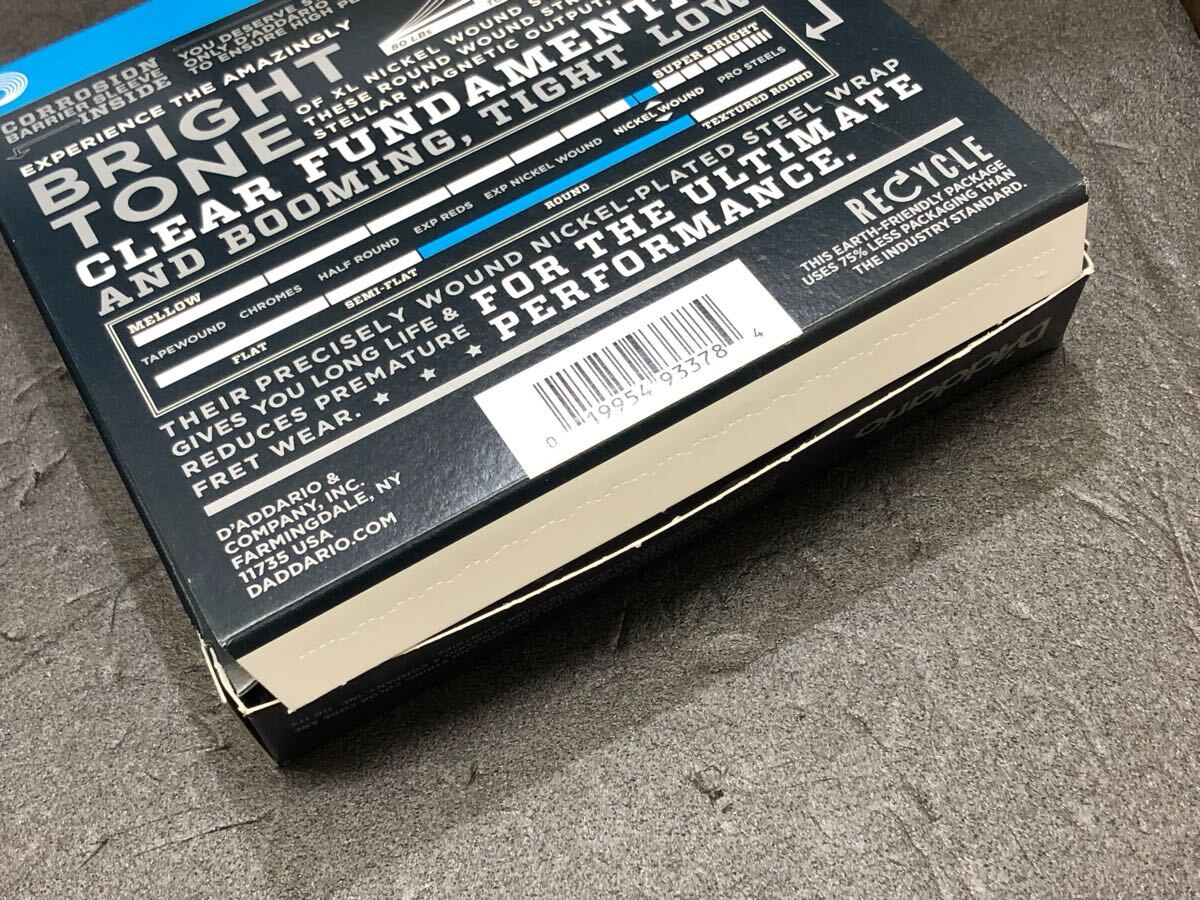 CORROSION
BARRIER SLEEVE
INSIDE
YOU DESERVE
ONLY D'ADDARIO
TO ENSURE HIGH
80 LBS
EXPERIENCE THE AMAZINGLY
BRIGHT
TONE
OF XL NICKEL WOUND
THESE ROUND WOUND
STELLAR MAGNETIC OUTPUT,
CLEAR FUNDAMENT
AND BOOMING, TIGHT LOW
MELLOW
SUPER BRIGHT
TAPEWOUND
CHROMES
HALF ROUND
EXP REDS
EXP NICKEL WOUND
NICKEL WOUND
PRO STEELS
FLAT
SEMI-FLAT
ROUND
TEXTURED ROUND
THEIR PRECISELY WOUND NICKEL-PLATED STEEL WRAP
GIVES YOU LONG LIFE &
REDUCES PREMATURE
FRET WEAR.
FOR THE ULTIMATE
PERFORMANCE.
D'ADDARIO &
COMPANY, INC.
FARMINGDALE, NY
11735 USA
DADDARIO.COM
0 19954 93378 4
RECYCLE
THIS EARTH-FRIENDLY PACKAGE
USES 75% LESS PACKAGING THAN
THE INDUSTRY STANDARD.
D'Addario